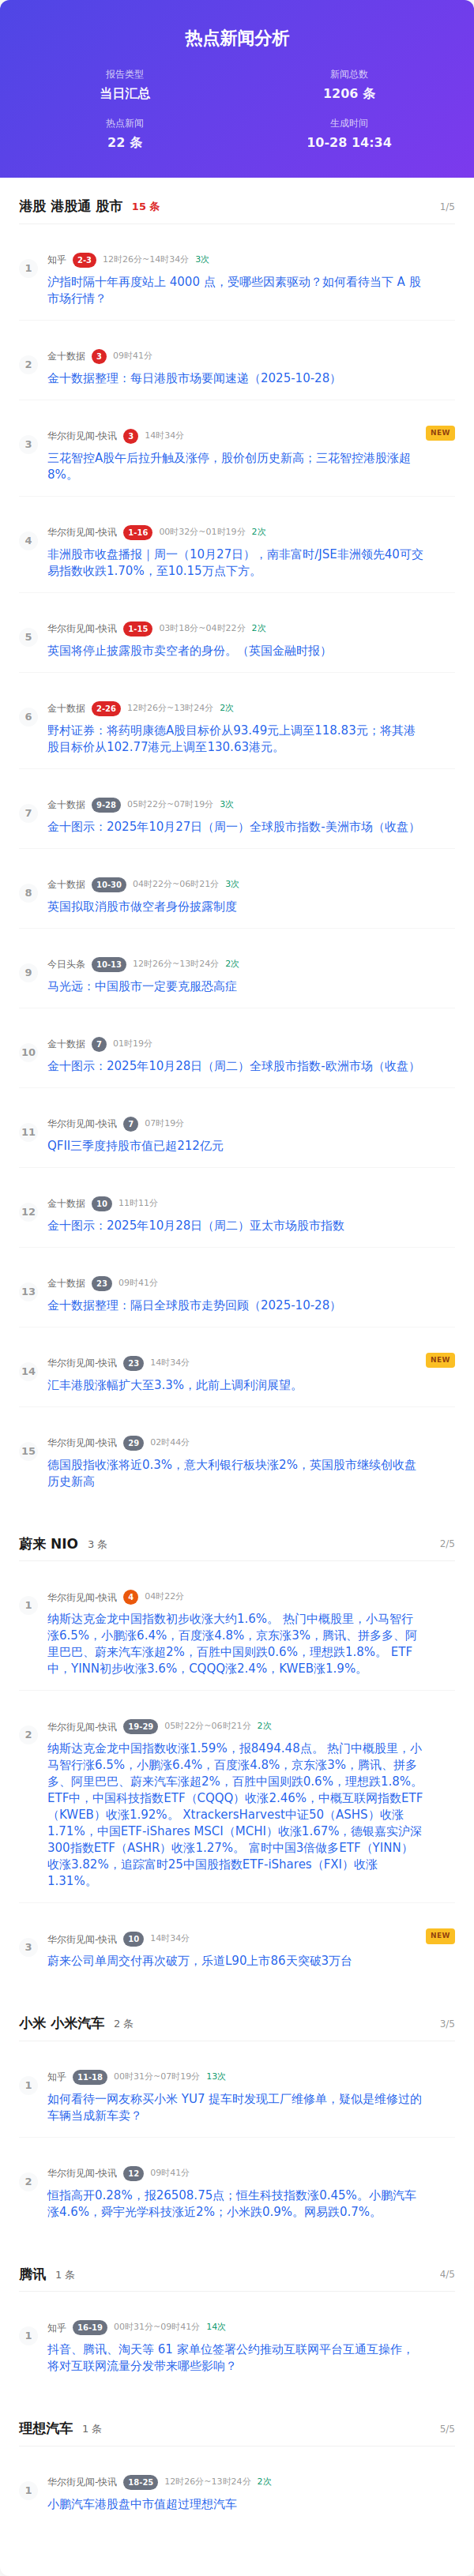 热点新闻分析
报告类型
新闻总数
当日汇总
1206 条
热点新闻
生成时间
22 条
10-28 14:34
港股 港股通 股市 15 条 1/5
1
知乎 2-3 12时26分~14时34分 3次
沪指时隔十年再度站上 4000 点，受哪些因素驱动？如何看待当下 A 股
市场行情？
2
金十数据 3 09时41分
金十数据整理：每日港股市场要闻速递（2025-10-28）
3
华尔街见闻-快讯 3 14时34分
NEW
三花智控A股午后拉升触及涨停，股价创历史新高；三花智控港股涨超
8%。
4
华尔街见闻-快讯 1-16 00时32分~01时19分 2次
非洲股市收盘播报｜周一（10月27日），南非富时/JSE非洲领先40可交
易指数收跌1.70%，至10.15万点下方。
5
华尔街见闻-快讯 1-15 03时18分~04时22分 2次
英国将停止披露股市卖空者的身份。（英国金融时报）
6
金十数据 2-26 12时26分~13时24分 2次
野村证券：将药明康德A股目标价从93.49元上调至118.83元；将其港
股目标价从102.77港元上调至130.63港元。
7
金十数据 9-28 05时22分~07时19分 3次
金十图示：2025年10月27日（周一）全球股市指数-美洲市场（收盘）
8
金十数据 10-30 04时22分~06时21分 3次
英国拟取消股市做空者身份披露制度
9
今日头条 10-13 12时26分~13时24分 2次
马光远：中国股市一定要克服恐高症
10
金十数据 7 01时19分
金十图示：2025年10月28日（周二）全球股市指数-欧洲市场（收盘）
11
华尔街见闻-快讯 7 07时19分
QFII三季度持股市值已超212亿元
12
金十数据 10 11时11分
金十图示：2025年10月28日（周二）亚太市场股市指数
13
金十数据 23 09时41分
金十数据整理：隔日全球股市走势回顾（2025-10-28）
14
华尔街见闻-快讯 23 14时34分
NEW
汇丰港股涨幅扩大至3.3%，此前上调利润展望。
15
华尔街见闻-快讯 29 02时44分
德国股指收涨将近0.3%，意大利银行板块涨2%，英国股市继续创收盘
历史新高
蔚来 NIO 3 条 2/5
1
华尔街见闻-快讯 4 04时22分
纳斯达克金龙中国指数初步收涨大约1.6%。 热门中概股里，小马智行
涨6.5%，小鹏涨6.4%，百度涨4.8%，京东涨3%，腾讯、拼多多、阿
里巴巴、蔚来汽车涨超2%，百胜中国则跌0.6%，理想跌1.8%。 ETF
中，YINN初步收涨3.6%，CQQQ涨2.4%，KWEB涨1.9%。
2
华尔街见闻-快讯 19-29 05时22分~06时21分 2次
纳斯达克金龙中国指数收涨1.59%，报8494.48点。 热门中概股里，小
马智行涨6.5%，小鹏涨6.4%，百度涨4.8%，京东涨3%，腾讯、拼多
多、阿里巴巴、蔚来汽车涨超2%，百胜中国则跌0.6%，理想跌1.8%。
ETF中，中国科技指数ETF（CQQQ）收涨2.46%，中概互联网指数ETF
（KWEB）收涨1.92%。 XtrackersHarvest中证50（ASHS）收涨
1.71%，中国ETF-iShares MSCI（MCHI）收涨1.67%，德银嘉实沪深
300指数ETF（ASHR）收涨1.27%。 富时中国3倍做多ETF（YINN）
收涨3.82%，追踪富时25中国股指数ETF-iShares（FXI）收涨
1.31%。
3
华尔街见闻-快讯 10 14时34分
NEW
蔚来公司单周交付再次破万，乐道L90上市86天突破3万台
小米 小米汽车 2 条 3/5
1
知乎 11-18 00时31分~07时19分 13次
如何看待一网友称买小米 YU7 提车时发现工厂维修单，疑似是维修过的
车辆当成新车卖？
2
华尔街见闻-快讯 12 09时41分
恒指高开0.28%，报26508.75点；恒生科技指数涨0.45%。小鹏汽车
涨4.6%，舜宇光学科技涨近2%；小米跌0.9%。网易跌0.7%。
腾讯 1 条 4/5
1
知乎 16-19 00时31分~09时41分 14次
抖音、腾讯、淘天等 61 家单位签署公约推动互联网平台互通互操作，
将对互联网流量分发带来哪些影响？
理想汽车 1 条 5/5
1
华尔街见闻-快讯 18-25 12时26分~13时24分 2次
小鹏汽车港股盘中市值超过理想汽车